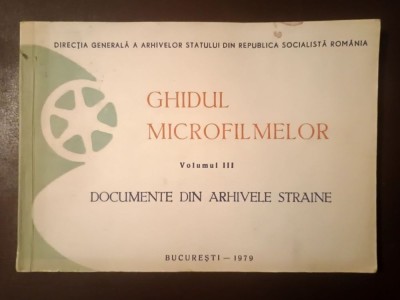 DIRECȚIA GENERALĂ A ARHIVELOR STATULUI DIN REPUBLICA SOCIALISTĂ ROMÂNIA
GHIDUL
MICROFILMELOR
Volumul III
DOCUMENTE DIN ARHIVELE STRAINE
BUCUREȘTI — 1979